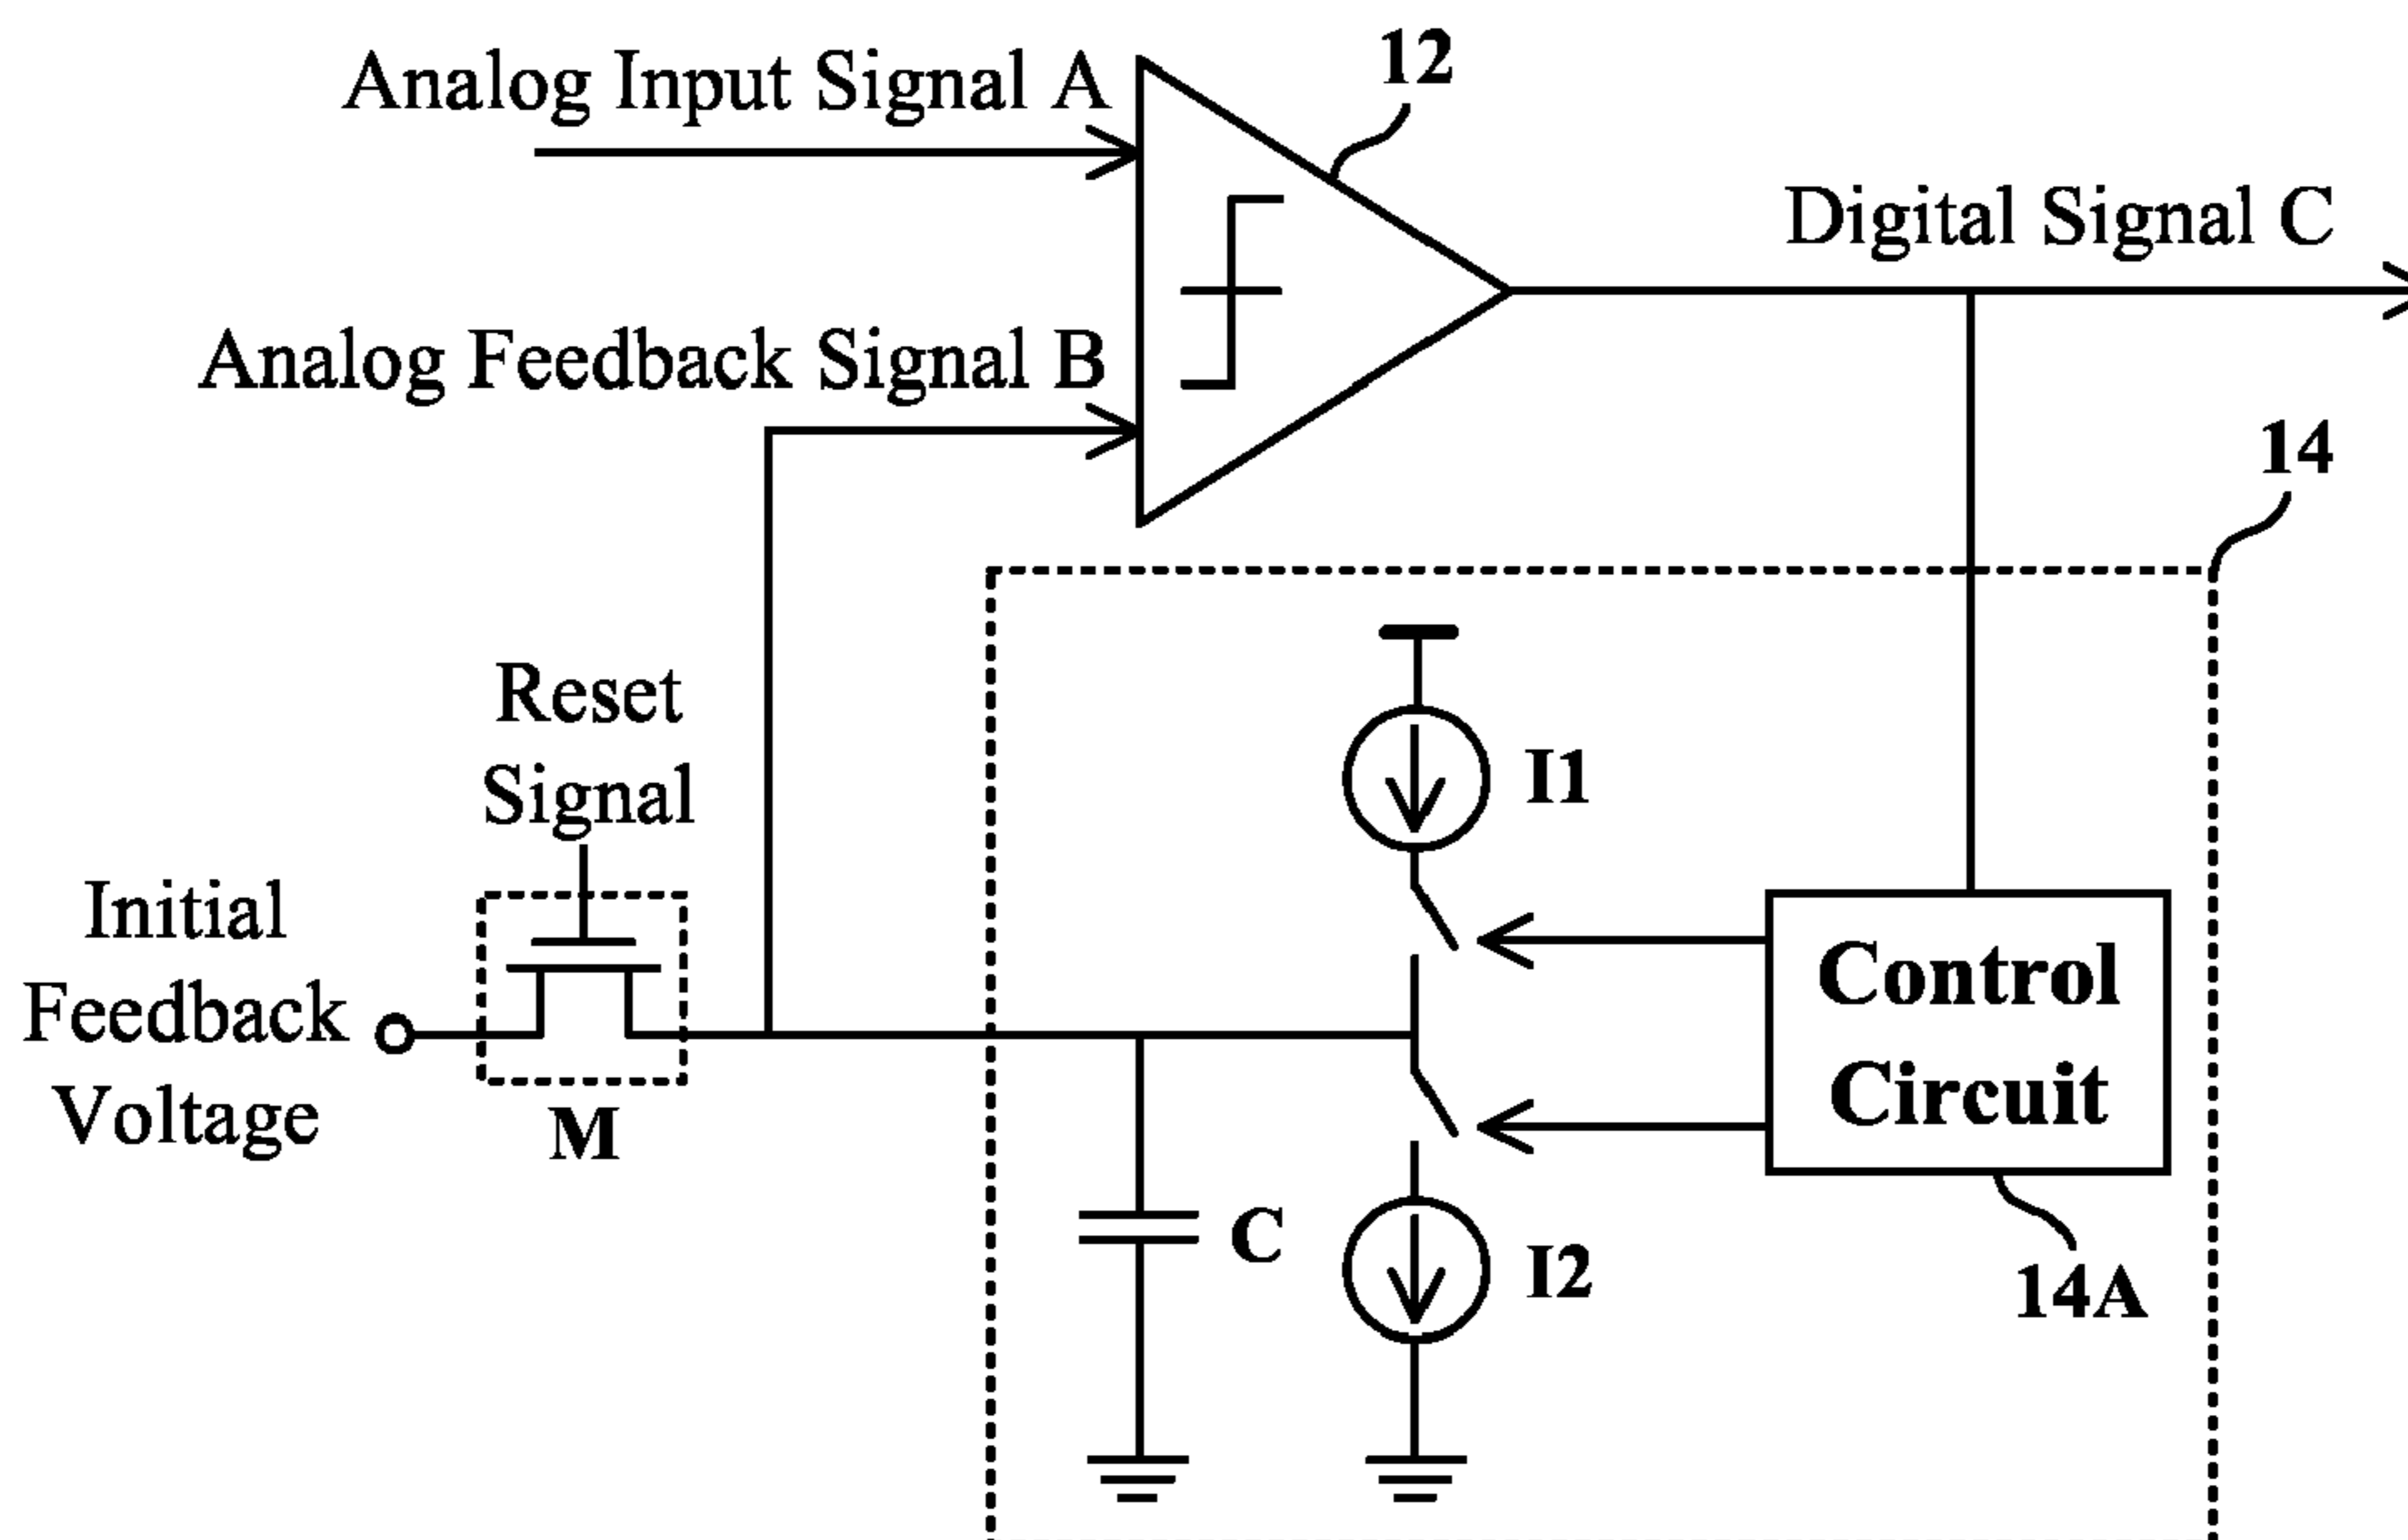 12
Analog Input Signal A
Digital Signal C
Analog Feedback Signal B
14
Reset
Signal
I1
Initial
Feedback
Voltage
M
Control
Circuit
C
I2
14A